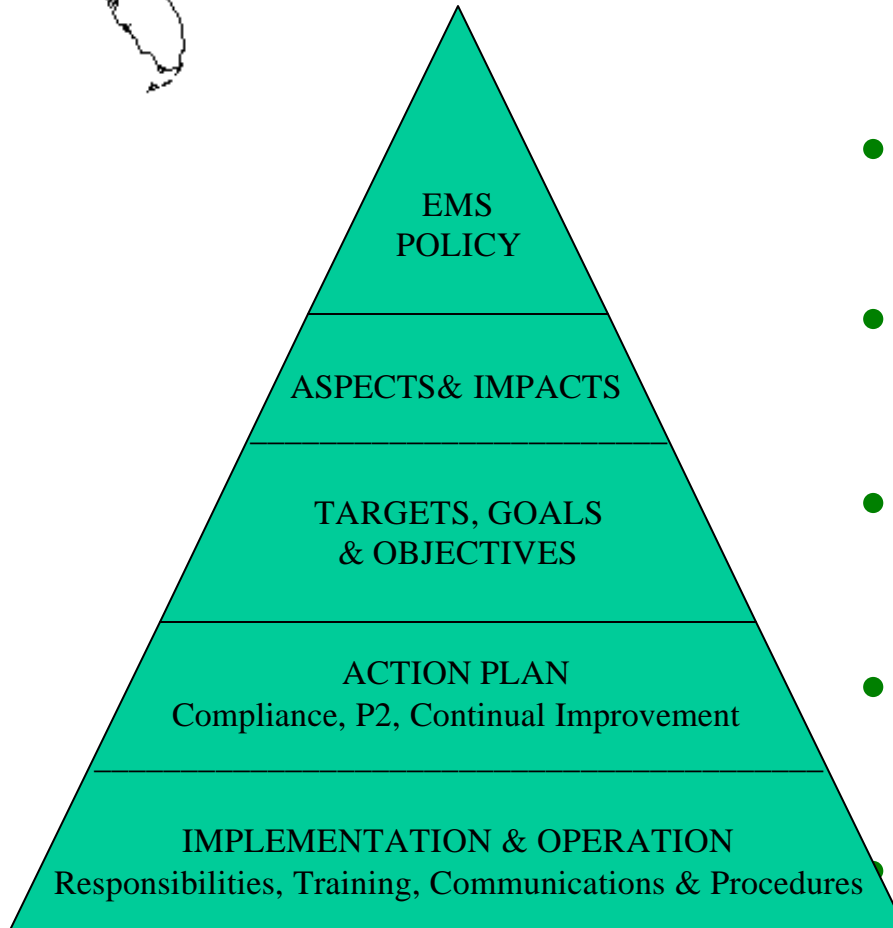 EMS
POLICY
ASPECTS& IMPACTS
TARGETS, GOALS
& OBJECTIVES
ACTION PLAN
Compliance, P2, Continual Improvement
IMPLEMENTATION & OPERATION
Responsibilities, Training, Communications & Procedures